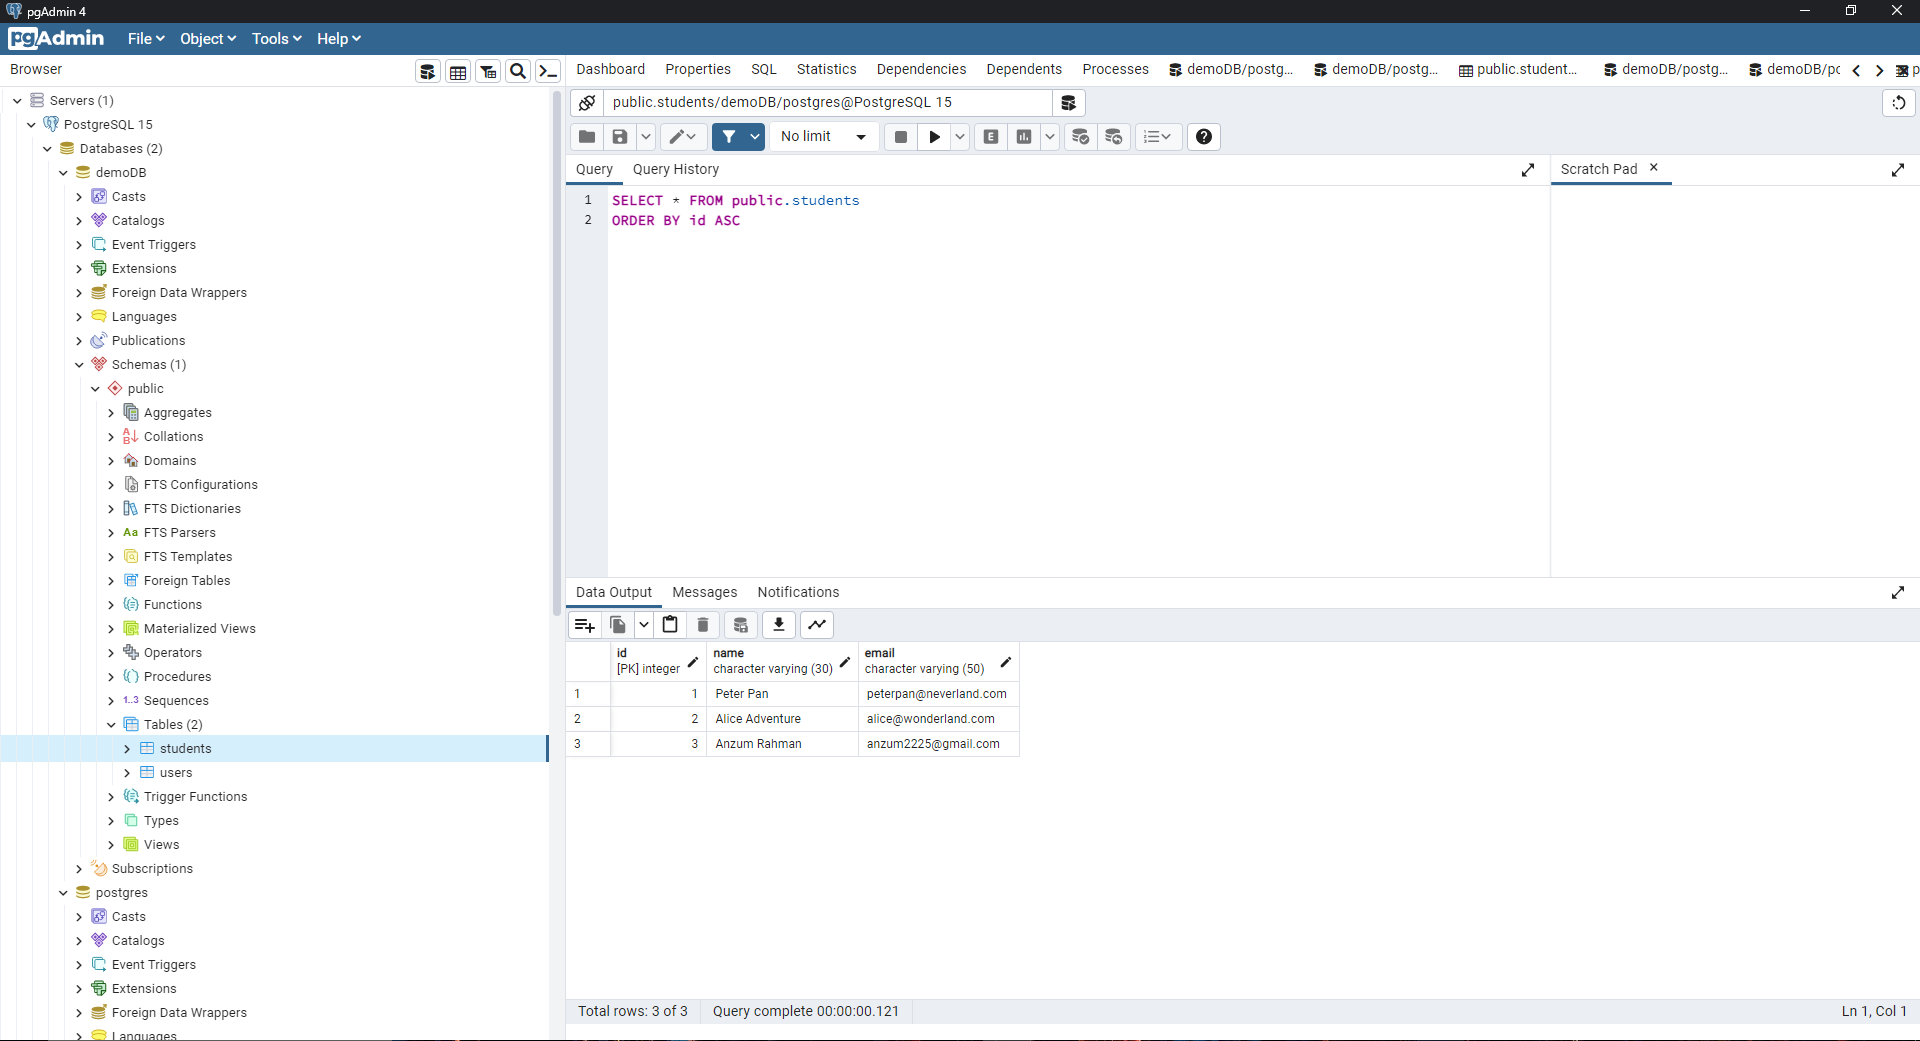 pgAdmin 4
pgAdmin File Object Tools Help
Browser
Servers (1)
PostgreSQL 15
Databases (2)
demoDB
Casts
Catalogs
Event Triggers
Extensions
Foreign Data Wrappers
Languages
Publications
Schemas (1)
public
Aggregates
Collations
Domains
FTS Configurations
FTS Dictionaries
Aa FTS Parsers
FTS Templates
Foreign Tables
Functions
Materialized Views
Operators
Procedures
1..3 Sequences
Tables (2)
students
users
Trigger Functions
Types
Views
Subscriptions
postgres
Casts
Catalogs
Event Triggers
Extensions
Foreign Data Wrappers
Languages
Dashboard Properties SQL Statistics Dependencies Dependents Processes demoDB/postg... demoDB/postg... public.student... demoDB/postg... demoDB/pc
public.students/demoDB/postgres@PostgreSQL 15
No limit
Query Query History
Scratch Pad
1 SELECT * FROM public.students
2 ORDER BY id ASC
Data Output Messages Notifications
id name email
[PK] integer character varying (30) character varying (50)
1 1 Peter Pan peterpan@neverland.com
2 2 Alice Adventure alice@wonderland.com
3 3 Anzum Rahman anzum2225@gmail.com
Total rows: 3 of 3 Query complete 00:00:00.121 Ln 1, Col 1